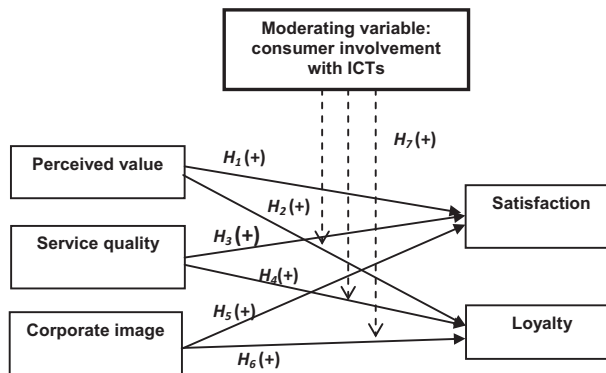 Moderating variable:
consumer involvement
with ICTs
H7 (+)
H1 (+)
Perceived value
H2 (+)
Satisfaction
Service quality
H3 (+)
H4(+)
H5(+)
Corporate image
Loyalty
H6(+)